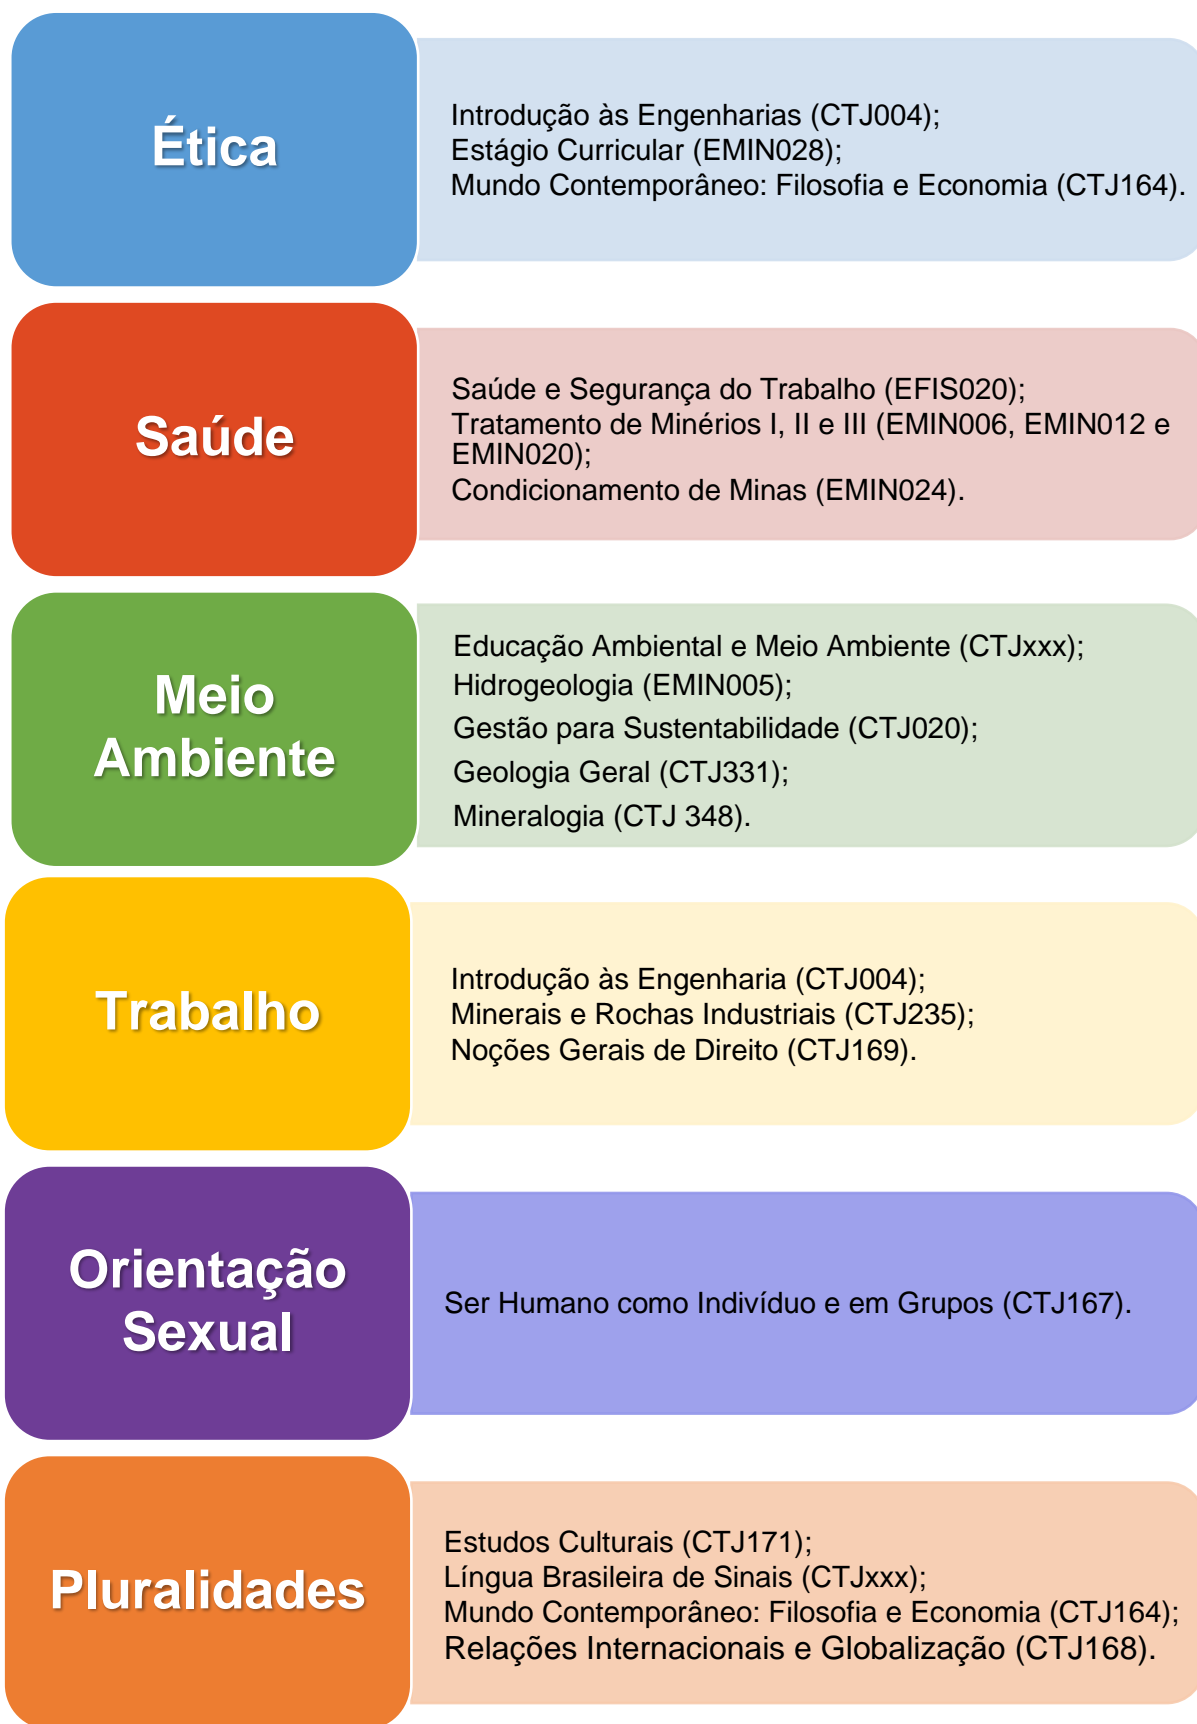 Ética
Introdução às Engenharias (CTJ004);
Estágio Curricular (EMIN028);
Mundo Contemporâneo: Filosofia e Economia (CTJ164).
Saúde
Saúde e Segurança do Trabalho (EFIS020);
Tratamento de Minérios I, II e III (EMIN006, EMIN012 e
EMIN020);
Condicionamento de Minas (EMIN024).
Meio
Ambiente
Educação Ambiental e Meio Ambiente (CTJxxx);
Hidrogeologia (EMIN005);
Gestão para Sustentabilidade (CTJ020);
Geologia Geral (CTJ331);
Mineralogia (CTJ 348).
Trabalho
Introdução às Engenharia (CTJ004);
Minerais e Rochas Industriais (CTJ235);
Noções Gerais de Direito (CTJ169).
Orientação
Sexual
Ser Humano como Indivíduo e em Grupos (CTJ167).
Pluralidades
Estudos Culturais (CTJ171);
Língua Brasileira de Sinais (CTJxxx);
Mundo Contemporâneo: Filosofia e Economia (CTJ164);
Relações Internacionais e Globalização (CTJ168).